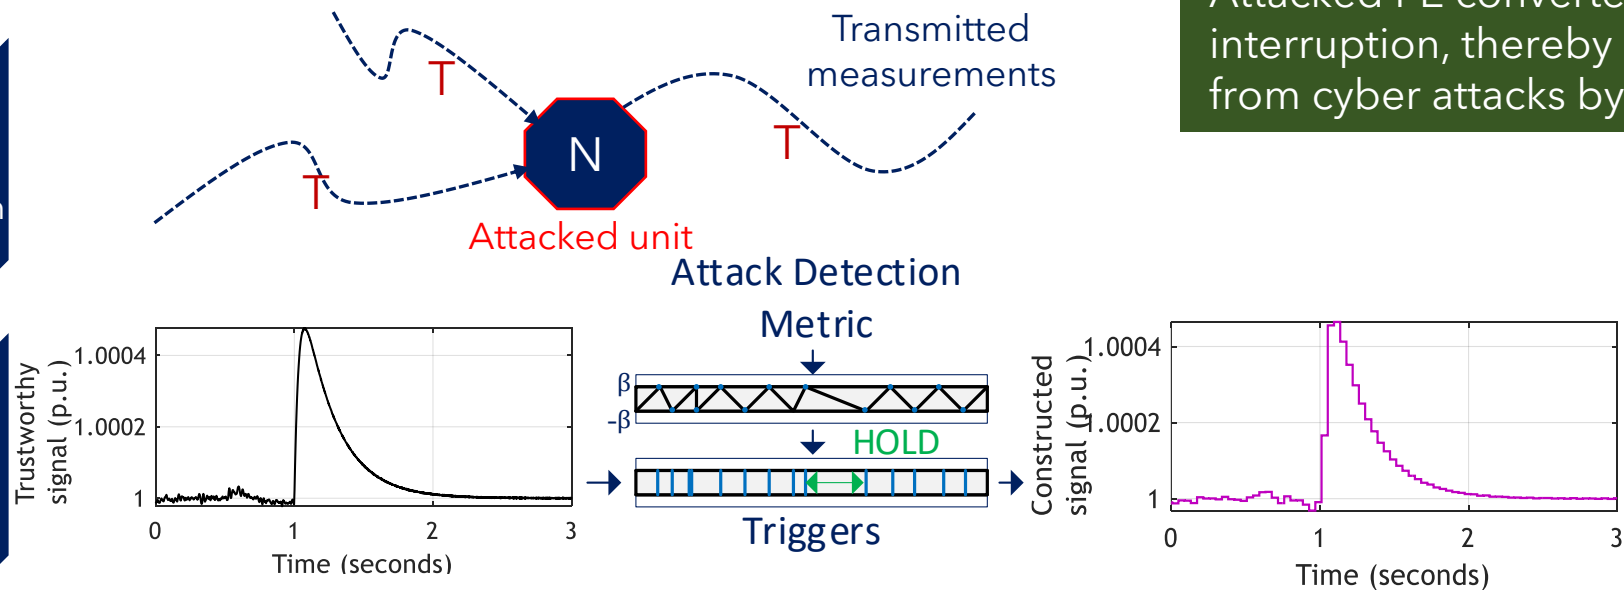 Transmitted
measurements
T
T
T
N
Attacked unit
interruption, thereby
from cyber attacks by
Attack Detection
Metric
β
-β
HOLD
Triggers
Trustworthy
signal (p.u.)
1.0004
1.0002
1
0
1
2
3
Time (seconds)
Constructed
signal (p.u.)
1.0004
1.0002
1
0
1
2
3
Time (seconds)